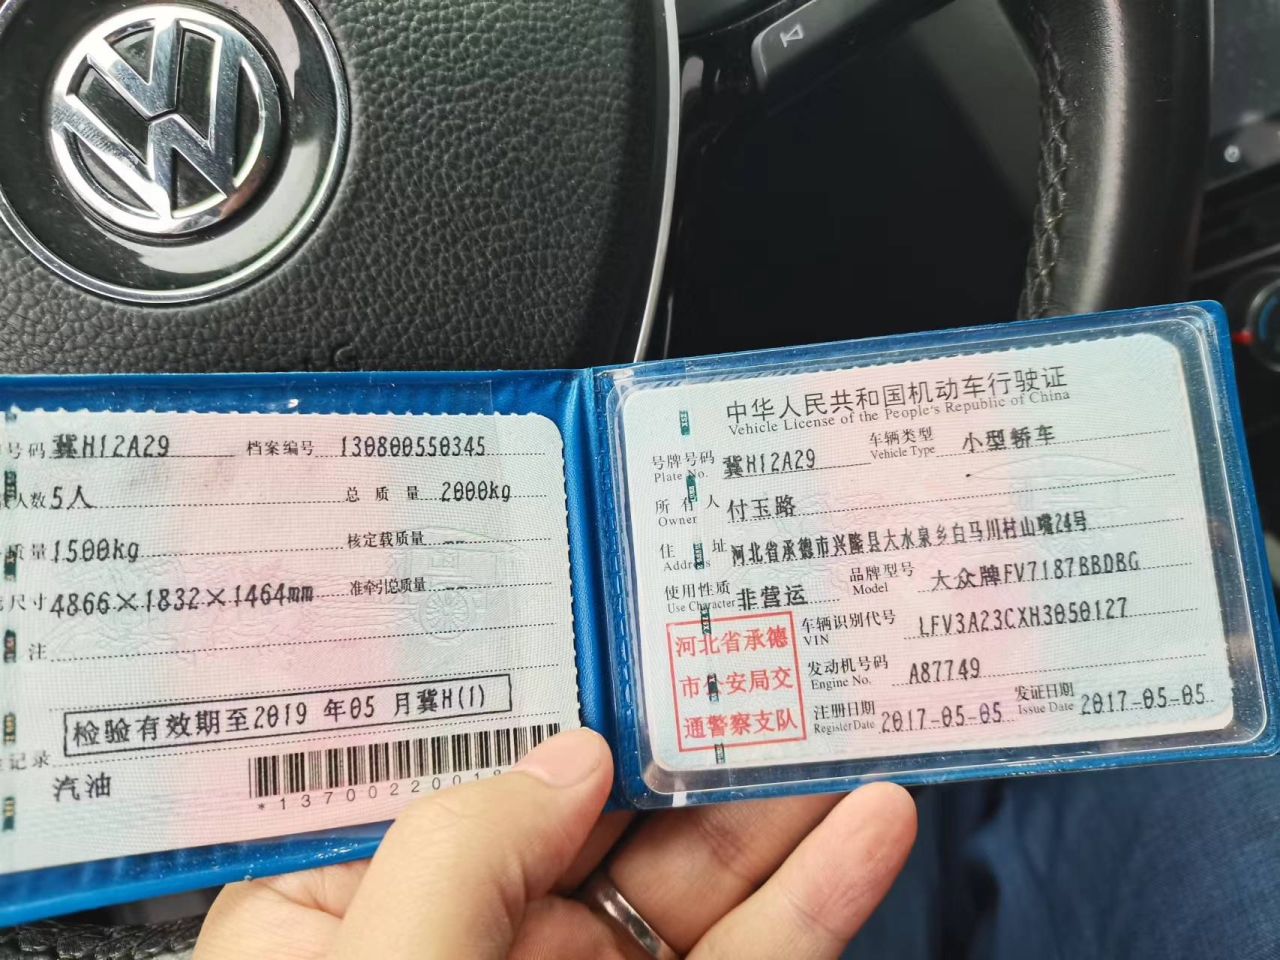 号码 冀H12A29 档案编号 130800550345
人数 5人 总质量 2000kg
质量 1500kg 核定载质量 --
尺寸 4866×1832×1464mm 准牵引总质量 --
注
检验有效期至2019 年05 月冀H(1)
记录
汽油
*13700220018
中华人民共和国机动车行驶证
Vehicle License of the People's Republic of China
号牌号码 冀H12A29 车辆类型 小型轿车
Plate No. Vehicle Type
所有人 付玉路
Owner
住址 河北省承德市兴隆县大水泉乡白马川村山嘴24号
Address
使用性质 非营运 品牌型号 大众牌FV7187BBDBG
Use Character Model
河北省承德
市公安局交
通警察支队
车辆识别代号 LFV3A23CXH3050127
VIN
发动机号码 A87749
Engine No.
注册日期 2017-05-05 发证日期 2017-05-05
Register Date Issue Date